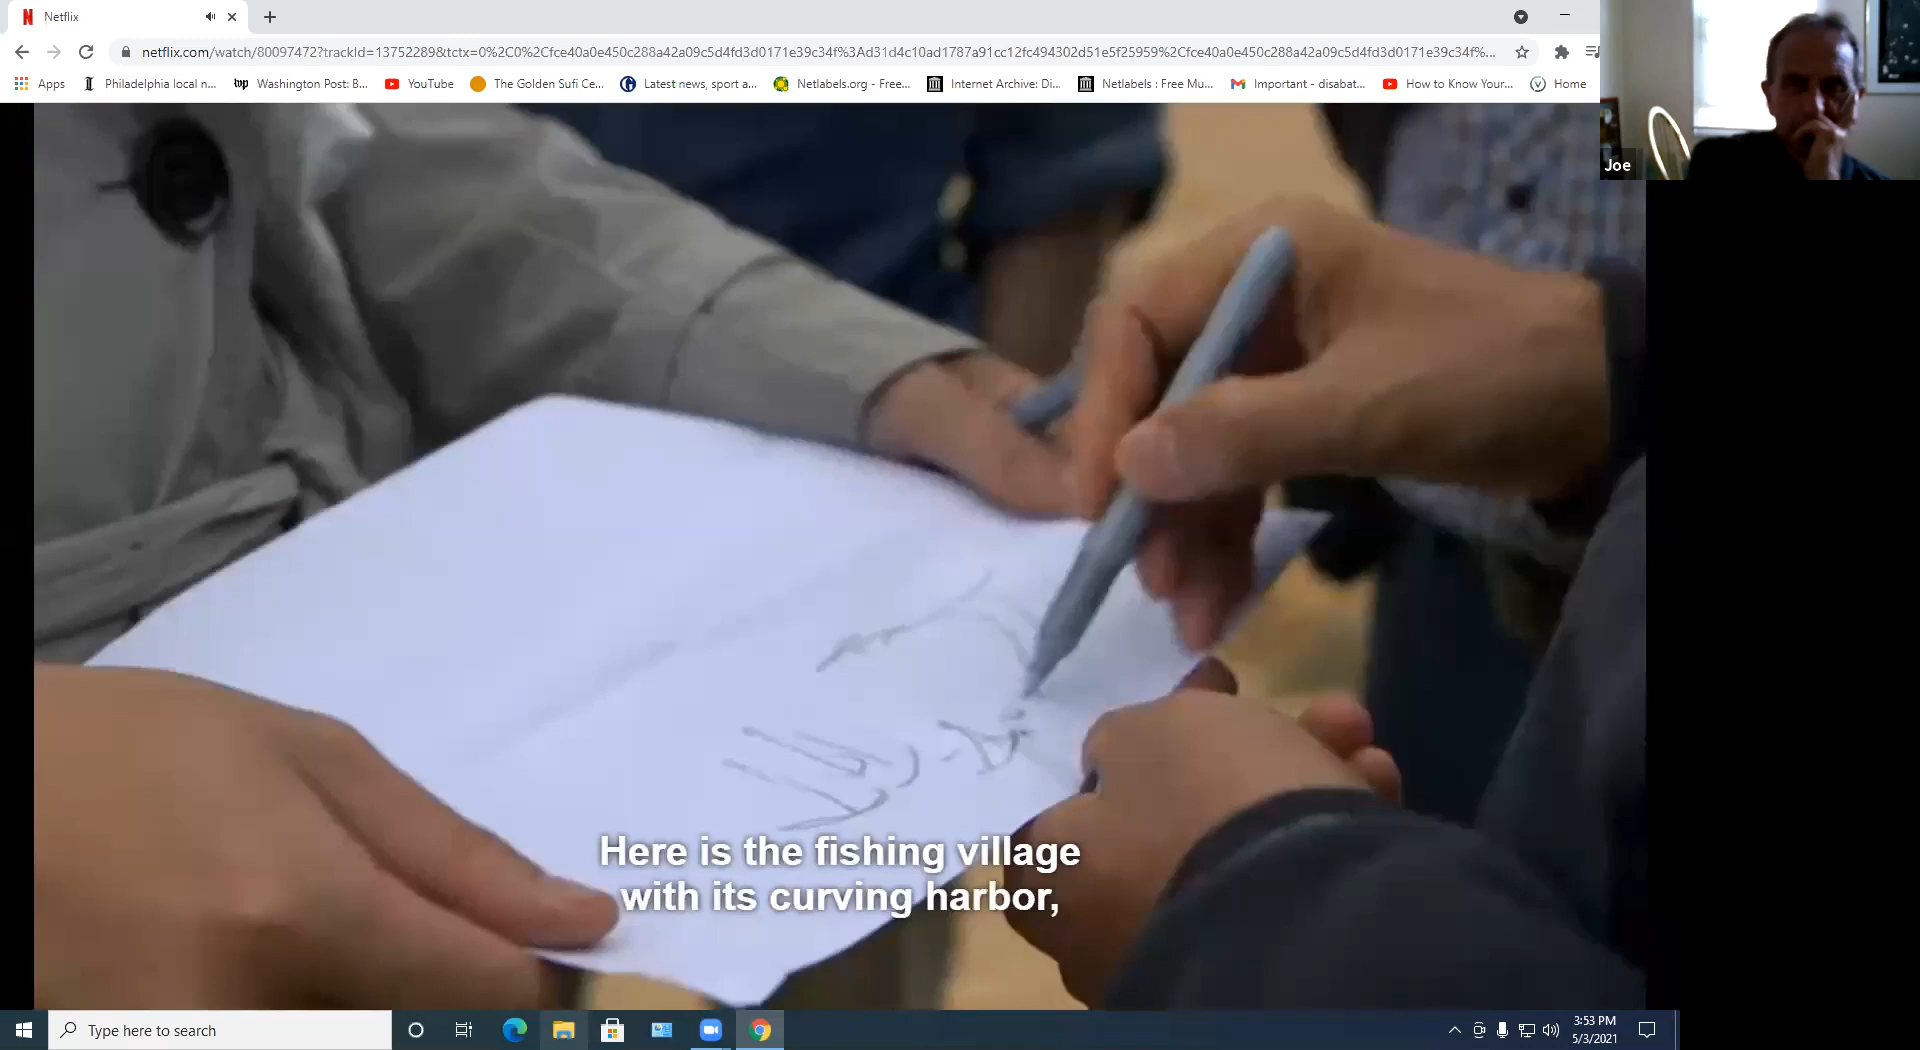 Netflix
netflix.com/watch/80097472?trackId=13752289&tctx=0%2C0%2Cfce40a0e450c288a42a09c5d4fd3d0171e39c34f%3Ad31d4c10ad1787a91cc12fc494302d51e5f25959%2Cfce40a0e450c288a42a09c5d4fd3d0171e39c34f%...
Apps Philadelphia local n... Washington Post: B... YouTube The Golden Sufi Ce... Latest news, sport a... Netlabels.org - Free... Internet Archive: Di... Netlabels : Free Mu... Important - disabat... How to Know Your... Home
Joe
Here is the fishing village
with its curving harbor,
Type here to search
3:53 PM
5/3/2021